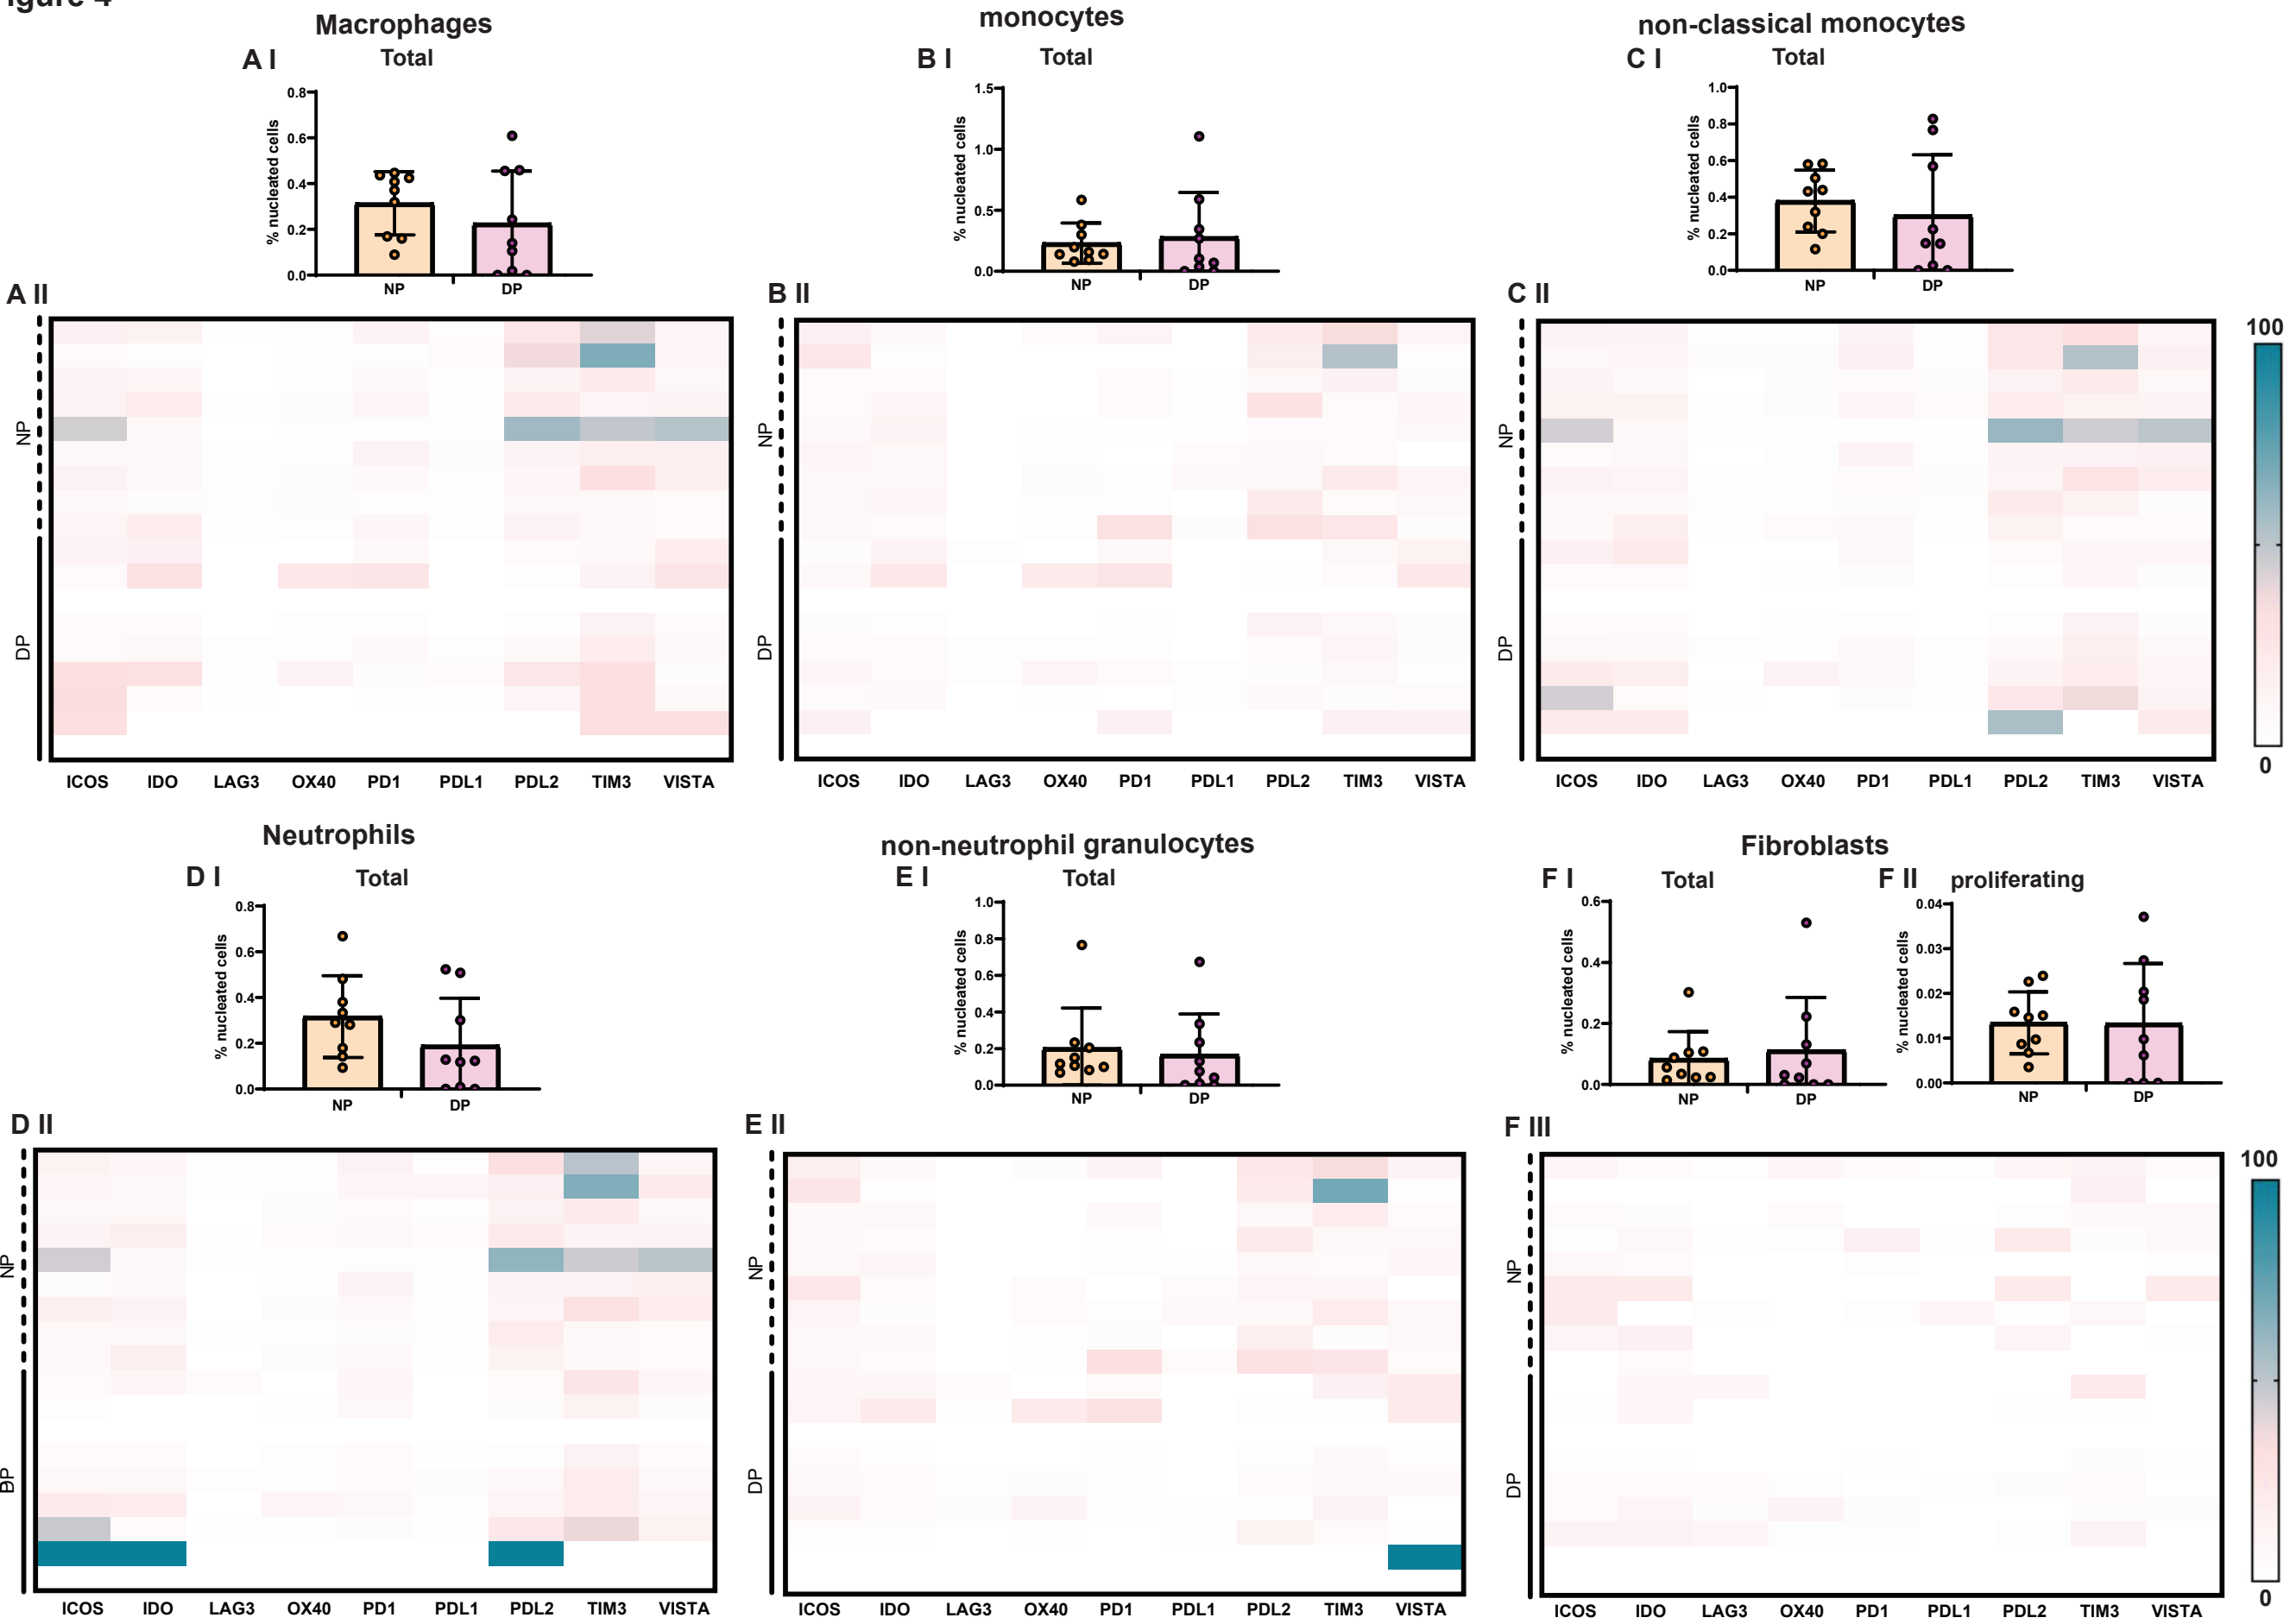 igure 4
Macrophages
A I
Total
% nucleated cells
0.8
0.6
0.4
0.2
0.0
NP
DP
monocytes
B I
Total
% nucleated cells
1.5
1.0
0.5
0.0
NP
DP
non-classical monocytes
C I
Total
% nucleated cells
1.0
0.8
0.6
0.4
0.2
0.0
NP
DP
A II
NP
DP
ICOS IDO LAG3 OX40 PD1 PDL1 PDL2 TIM3 VISTA
B II
NP
DP
ICOS IDO LAG3 OX40 PD1 PDL1 PDL2 TIM3 VISTA
C II
NP
DP
ICOS IDO LAG3 OX40 PD1 PDL1 PDL2 TIM3 VISTA
100
0
Neutrophils
D I
Total
% nucleated cells
0.8
0.6
0.4
0.2
0.0
NP
DP
non-neutrophil granulocytes
E I
Total
% nucleated cells
1.0
0.8
0.6
0.4
0.2
0.0
NP
DP
Fibroblasts
F I
Total
% nucleated cells
0.6
0.4
0.2
0.0
NP
DP
F II
proliferating
% nucleated cells
0.04
0.03
0.02
0.01
0.00
NP
DP
D II
NP
DP
ICOS IDO LAG3 OX40 PD1 PDL1 PDL2 TIM3 VISTA
E II
NP
DP
ICOS IDO LAG3 OX40 PD1 PDL1 PDL2 TIM3 VISTA
F III
NP
DP
ICOS IDO LAG3 OX40 PD1 PDL1 PDL2 TIM3 VISTA
100
0